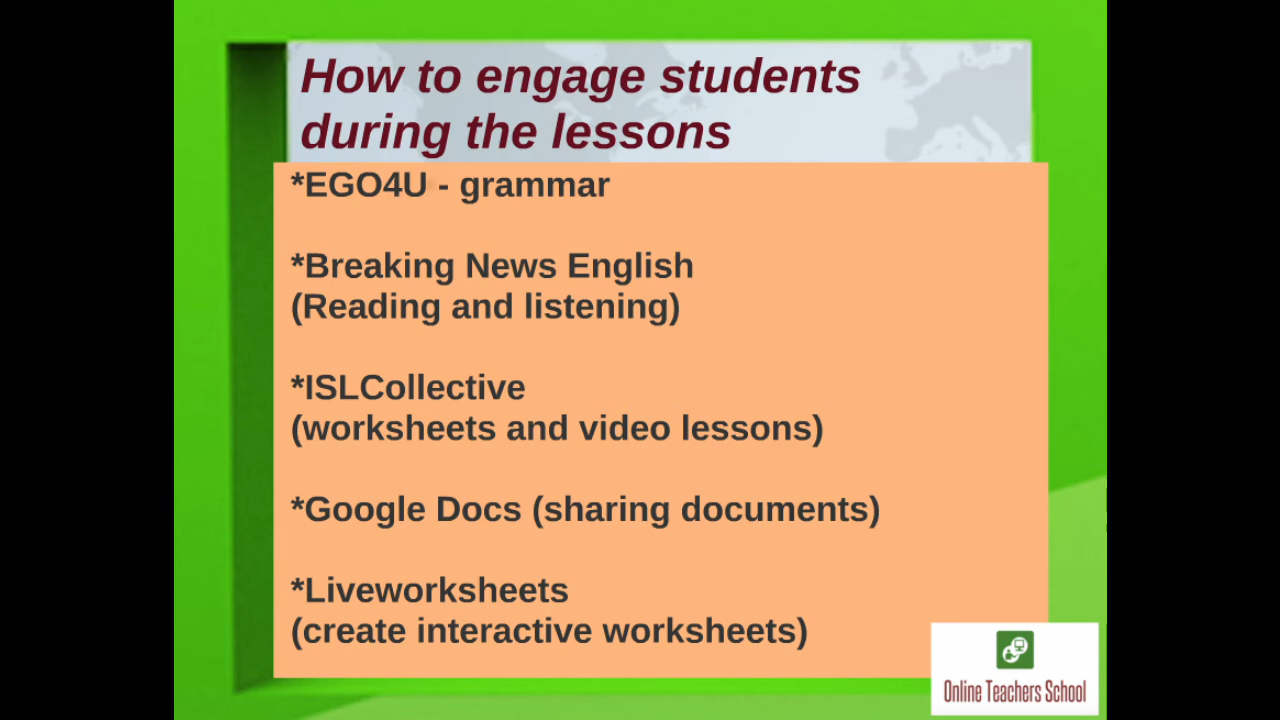 How to engage students
during the lessons
*EGO4U - grammar
*Breaking News English
(Reading and listening)
*ISLCollective
(worksheets and video lessons)
*Google Docs (sharing documents)
*Liveworksheets
(create interactive worksheets)
Online Teachers School